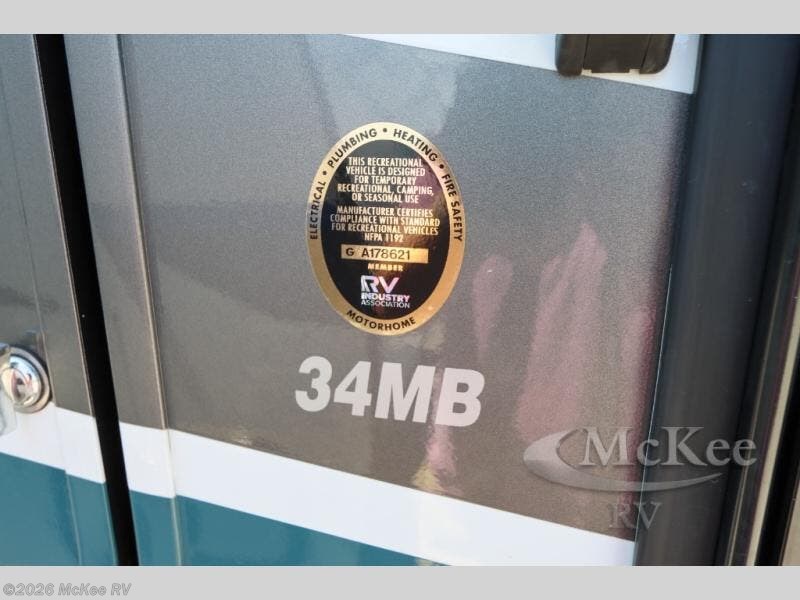 ELECTRICAL • PLUMBING • HEATING • FIRE SAFETY
THIS RECREATIONAL
VEHICLE IS DESIGNED
FOR TEMPORARY
RECREATIONAL, CAMPING,
OR SEASONAL USE
MANUFACTURER CERTIFIES
COMPLIANCE WITH STANDARD
FOR RECREATIONAL VEHICLES
NFPA 1192
G A178621
MEMBER
RV
INDUSTRY
ASSOCIATION
MOTORHOME
34MB
McKee
RV
©2026 McKee RV